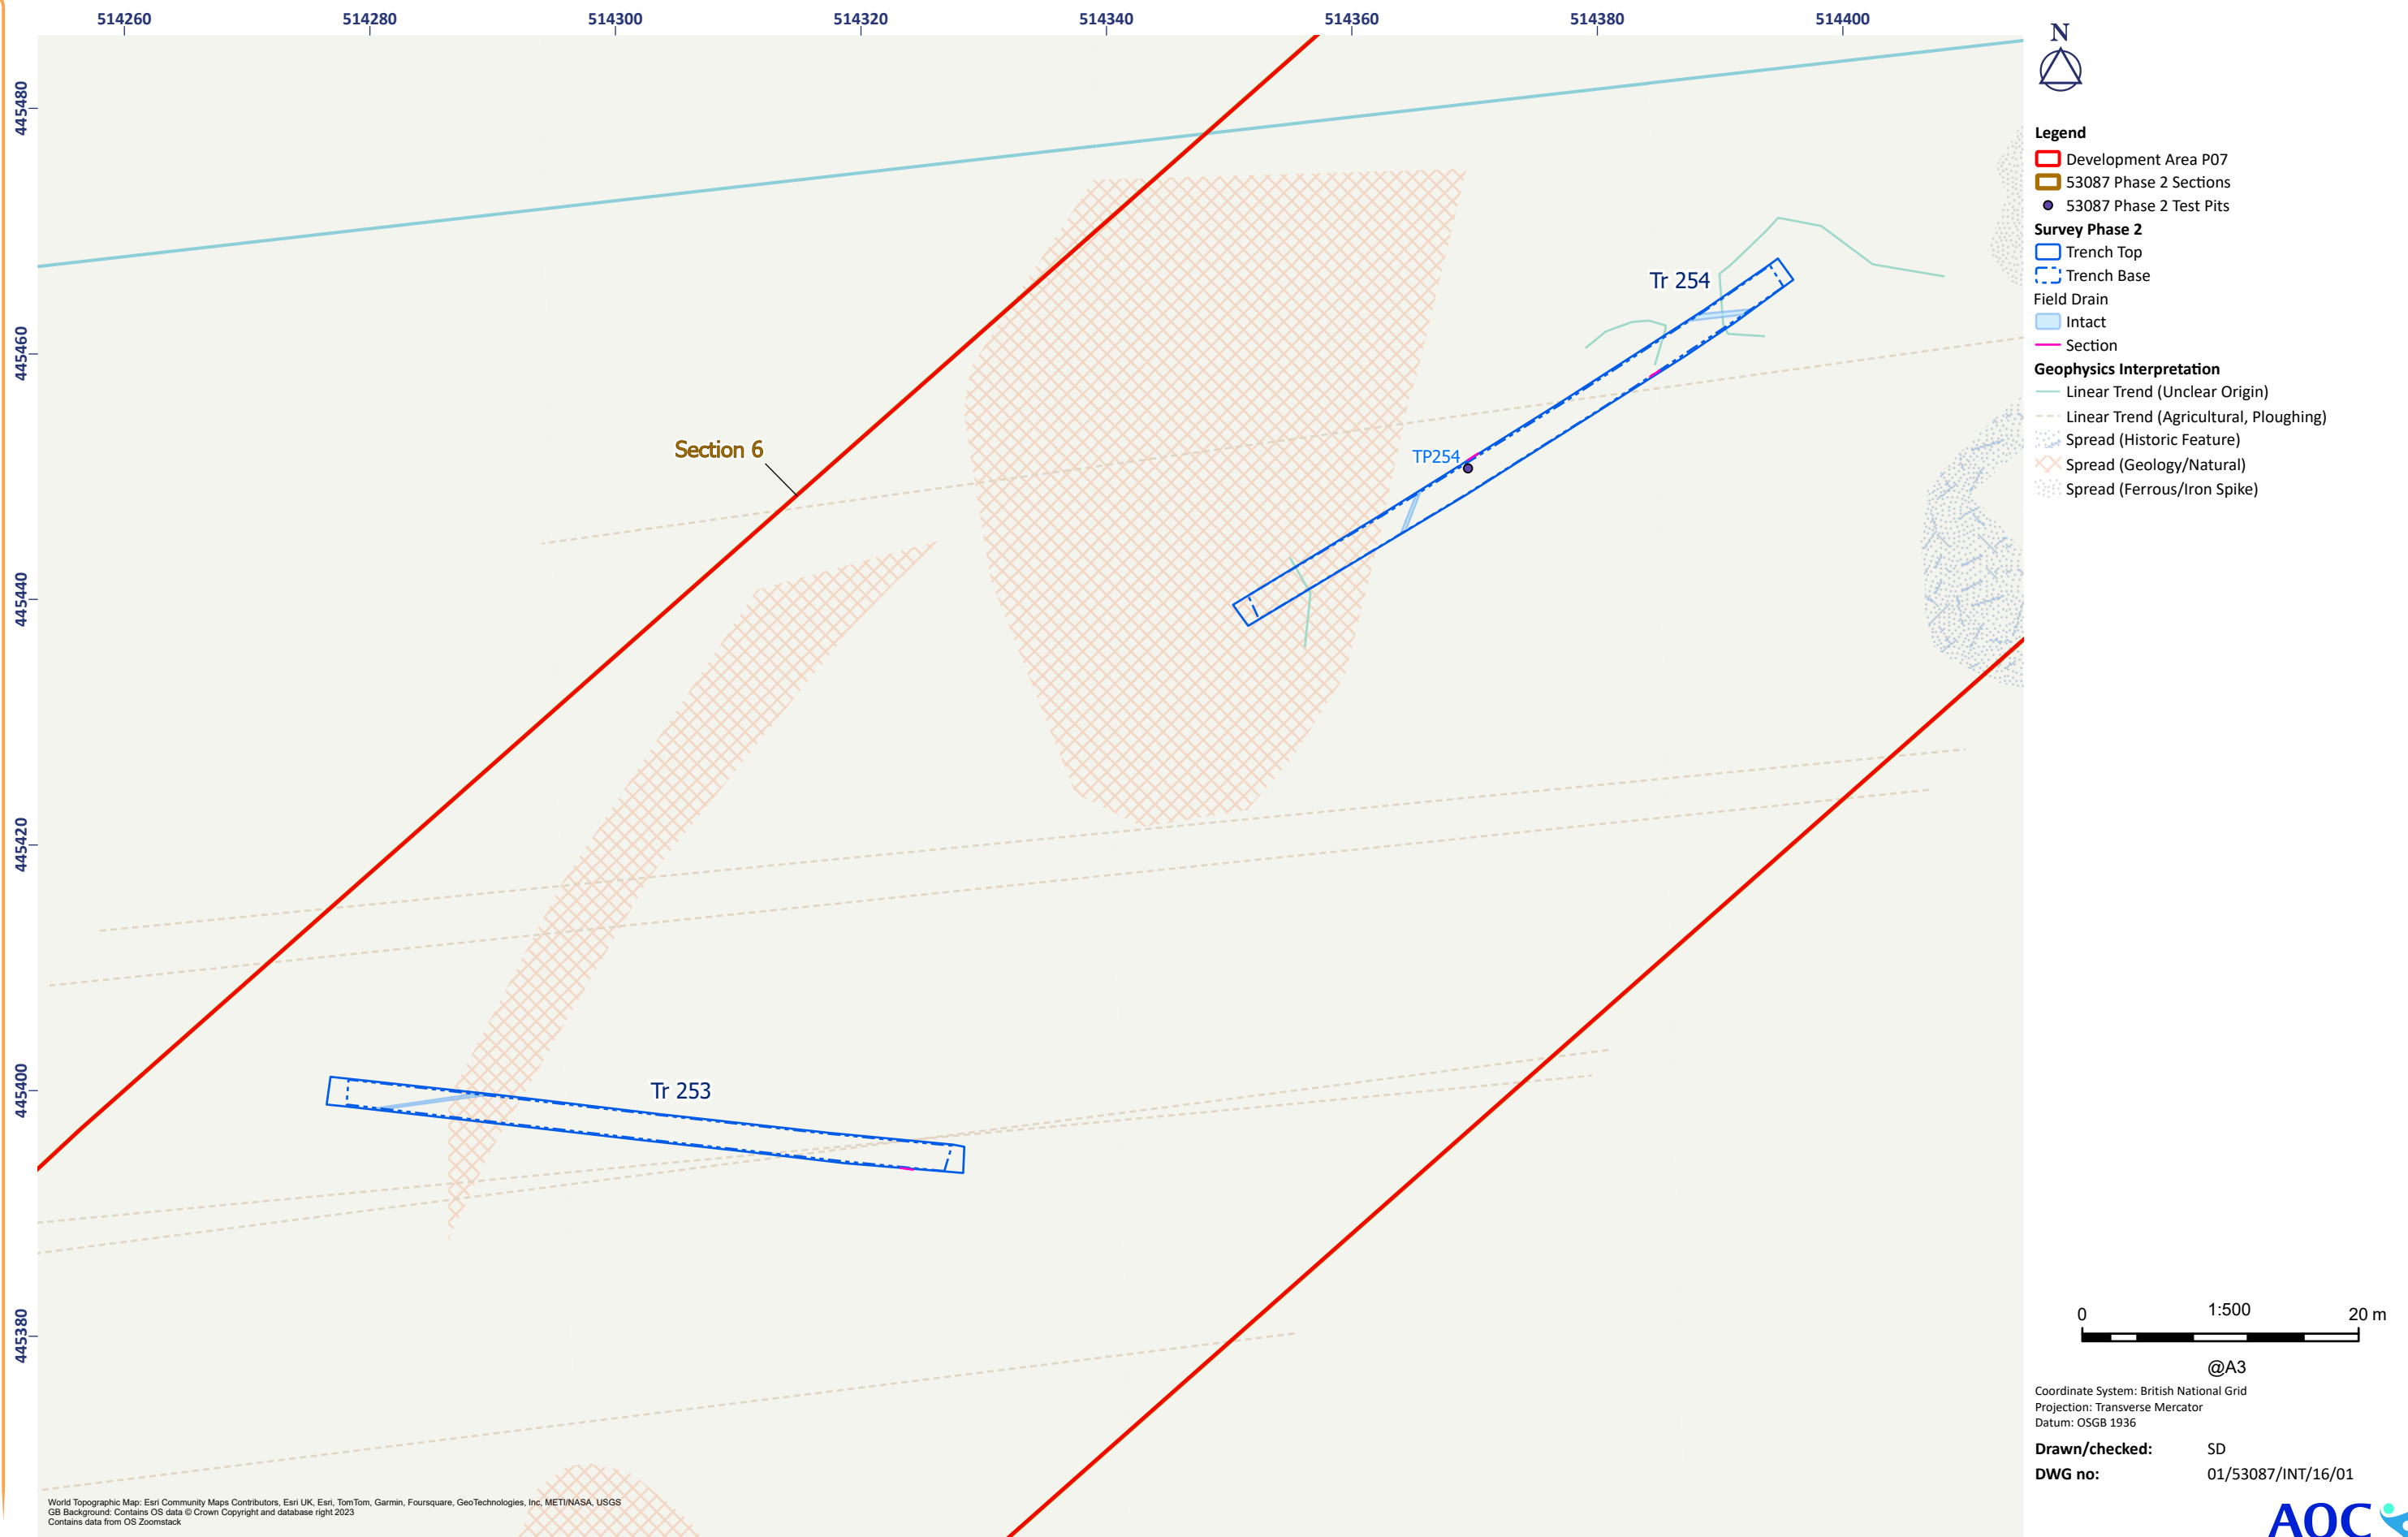 514260 514280 514300 514320 514340 514360 514380 514400
445480
445460
445440
445420
445400
445380
Tr 254
Section 6
TP254
Tr 253
N
Legend
Development Area P07
53087 Phase 2 Sections
53087 Phase 2 Test Pits
Survey Phase 2
Trench Top
Trench Base
Field Drain
Intact
Section
Geophysics Interpretation
Linear Trend (Unclear Origin)
Linear Trend (Agricultural, Ploughing)
Spread (Historic Feature)
Spread (Geology/Natural)
Spread (Ferrous/Iron Spike)
0 1:500 20 m
@A3
Coordinate System: British National Grid
Projection: Transverse Mercator
Datum: OSGB 1936
Drawn/checked: SD
DWG no: 01/53087/INT/16/01
AOC
World Topographic Map: Esri Community Maps Contributors, Esri UK, Esri, TomTom, Garmin, Foursquare, GeoTechnologies, Inc, METI/NASA, USGS
GB Background: Contains OS data © Crown Copyright and database right 2023
Contains data from OS Zoomstack